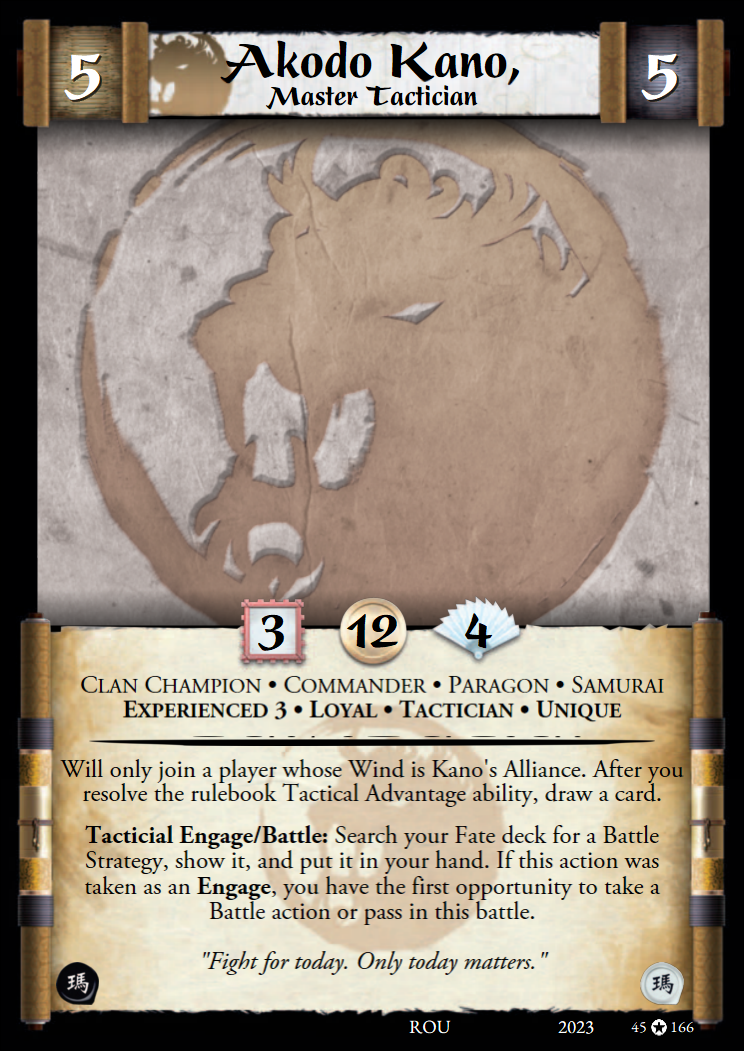 5
Akodo Kano,
Master Tactician
5
3
12
4
Clan Champion • Commander • Paragon • Samurai
Experienced 3 • Loyal • Tactician • Unique
Will only join a player whose Wind is Kano's Alliance. After you
resolve the rulebook Tactical Advantage ability, draw a card.
Tacticial Engage/Battle: Search your Fate deck for a Battle
Strategy, show it, and put it in your hand. If this action was
taken as an Engage, you have the first opportunity to take a
Battle action or pass in this battle.
"Fight for today. Only today matters."
瑪
瑪
ROU 2023 45 166